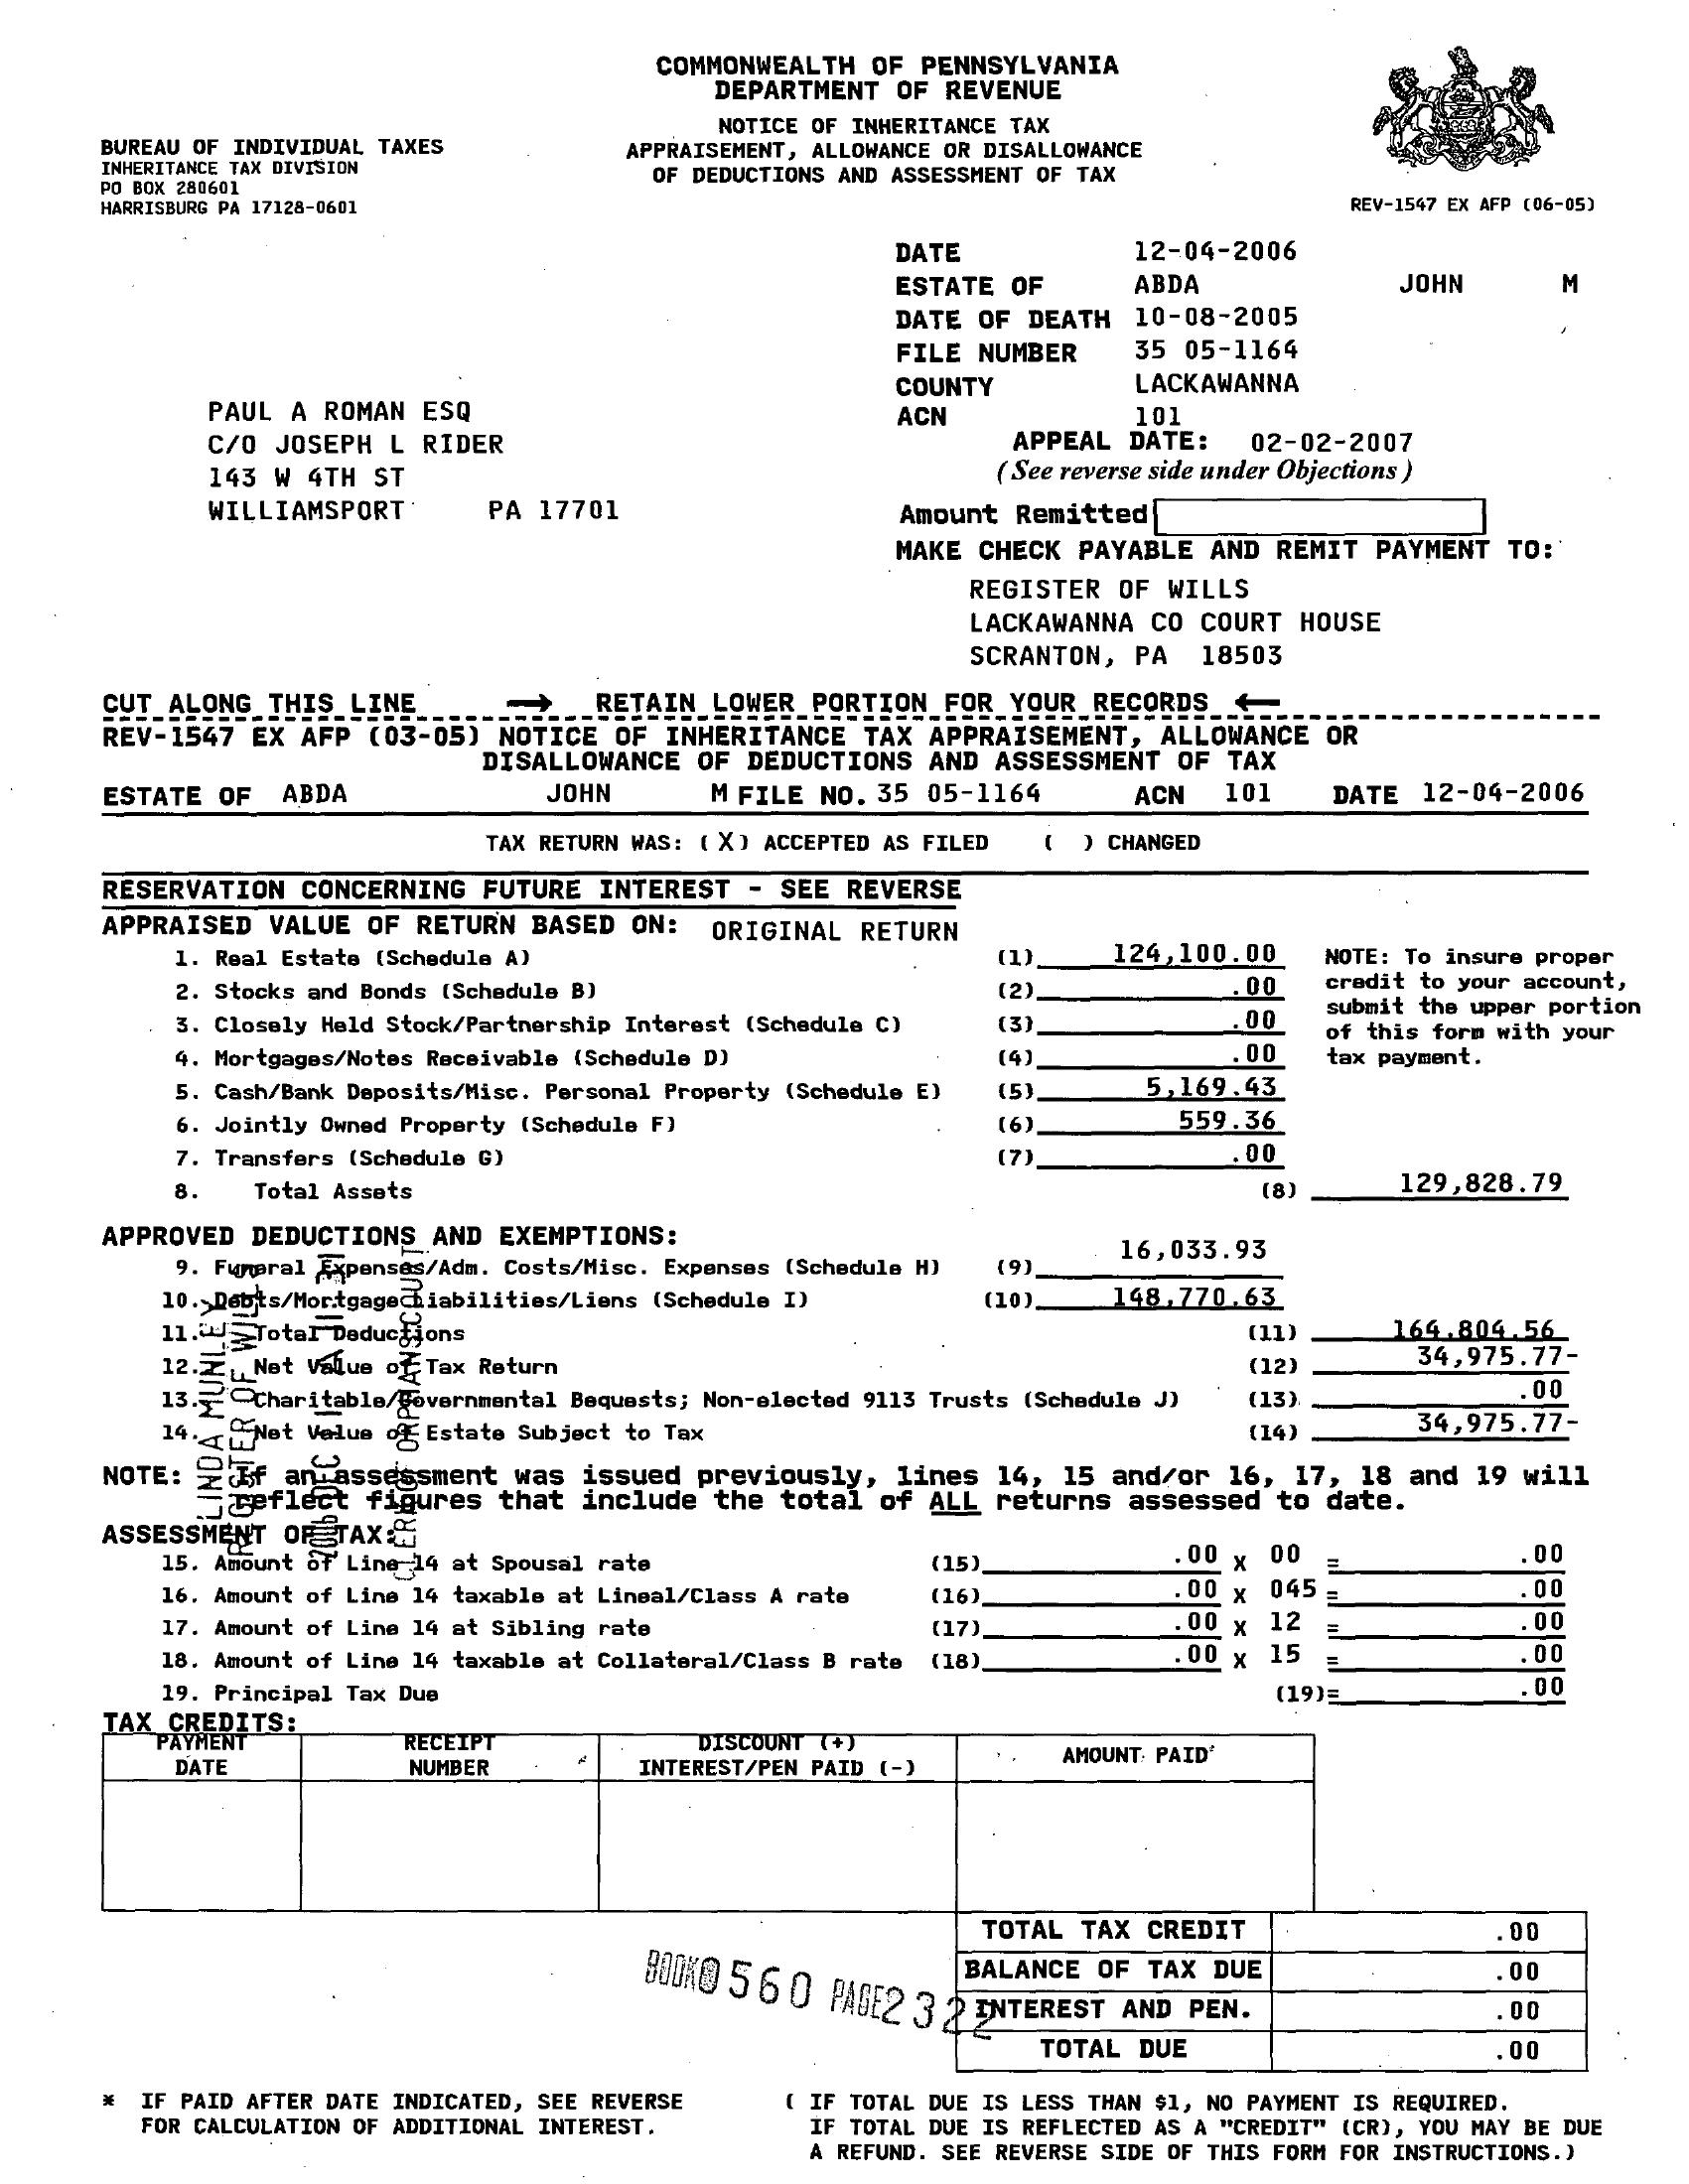 COMMONWEALTH OF PENNSYLVANIA
DEPARTMENT OF REVENUE
NOTICE OF INHERITANCE TAX
APPRAISEMENT, ALLOWANCE OR DISALLOWANCE
OF DEDUCTIONS AND ASSESSMENT OF TAX
BUREAU OF INDIVIDUAL TAXES
INHERITANCE TAX DIVISION
PO BOX 280601
HARRISBURG PA 17128-0601
REV-1547 EX AFP (06-05)
DATE 12-04-2006
ESTATE OF ABDA JOHN M
DATE OF DEATH 10-08-2005
FILE NUMBER 35 05-1164
COUNTY LACKAWANNA
ACN 101
APPEAL DATE: 02-02-2007
(See reverse side under Objections)
PAUL A ROMAN ESQ
C/O JOSEPH L RIDER
143 W 4TH ST
WILLIAMSPORT PA 17701
Amount Remitted
MAKE CHECK PAYABLE AND REMIT PAYMENT TO:
REGISTER OF WILLS
LACKAWANNA CO COURT HOUSE
SCRANTON, PA 18503
CUT ALONG THIS LINE → RETAIN LOWER PORTION FOR YOUR RECORDS ←
REV-1547 EX AFP (03-05) NOTICE OF INHERITANCE TAX APPRAISEMENT, ALLOWANCE OR
DISALLOWANCE OF DEDUCTIONS AND ASSESSMENT OF TAX
ESTATE OF ABDA JOHN M FILE NO. 35 05-1164 ACN 101 DATE 12-04-2006
TAX RETURN WAS: (X) ACCEPTED AS FILED ( ) CHANGED
RESERVATION CONCERNING FUTURE INTEREST - SEE REVERSE
APPRAISED VALUE OF RETURN BASED ON: ORIGINAL RETURN
1. Real Estate (Schedule A) (1) 124,100.00
2. Stocks and Bonds (Schedule B) (2) .00
3. Closely Held Stock/Partnership Interest (Schedule C) (3) .00
4. Mortgages/Notes Receivable (Schedule D) (4) .00
5. Cash/Bank Deposits/Misc. Personal Property (Schedule E) (5) 5,169.43
6. Jointly Owned Property (Schedule F) (6) 559.36
7. Transfers (Schedule G) (7) .00
8. Total Assets (8) 129,828.79
NOTE: To insure proper
credit to your account,
submit the upper portion
of this form with your
tax payment.
APPROVED DEDUCTIONS AND EXEMPTIONS:
9. Funeral Expenses/Adm. Costs/Misc. Expenses (Schedule H) (9) 16,033.93
10. Debts/Mortgage Liabilities/Liens (Schedule I) (10) 148,770.63
11. Total Deductions (11) 164,804.56
12. Net Value of Tax Return (12) 34,975.77-
13. Charitable/Governmental Bequests; Non-elected 9113 Trusts (Schedule J) (13) .00
14. Net Value of Estate Subject to Tax (14) 34,975.77-
LINDA MUNLEY
REGISTER OF WILLS
CLERK OF ORPHANS COURT
NOTE: If an assessment was issued previously, lines 14, 15 and/or 16, 17, 18 and 19 will
reflect figures that include the total of ALL returns assessed to date.
ASSESSMENT OF TAX:
15. Amount of Line 14 at Spousal rate (15) .00 X 00 = .00
16. Amount of Line 14 taxable at Lineal/Class A rate (16) .00 X 045 = .00
17. Amount of Line 14 at Sibling rate (17) .00 X 12 = .00
18. Amount of Line 14 taxable at Collateral/Class B rate (18) .00 X 15 = .00
19. Principal Tax Due (19)= .00
TAX CREDITS:
PAYMENT DATE
RECEIPT NUMBER
DISCOUNT (+)
INTEREST/PEN PAID (-)
AMOUNT PAID
TOTAL TAX CREDIT .00
BALANCE OF TAX DUE .00
INTEREST AND PEN. .00
TOTAL DUE .00
BOOK 0560 PAGE 2322
* IF PAID AFTER DATE INDICATED, SEE REVERSE
FOR CALCULATION OF ADDITIONAL INTEREST.
( IF TOTAL DUE IS LESS THAN $1, NO PAYMENT IS REQUIRED.
IF TOTAL DUE IS REFLECTED AS A "CREDIT" (CR), YOU MAY BE DUE
A REFUND. SEE REVERSE SIDE OF THIS FORM FOR INSTRUCTIONS.)